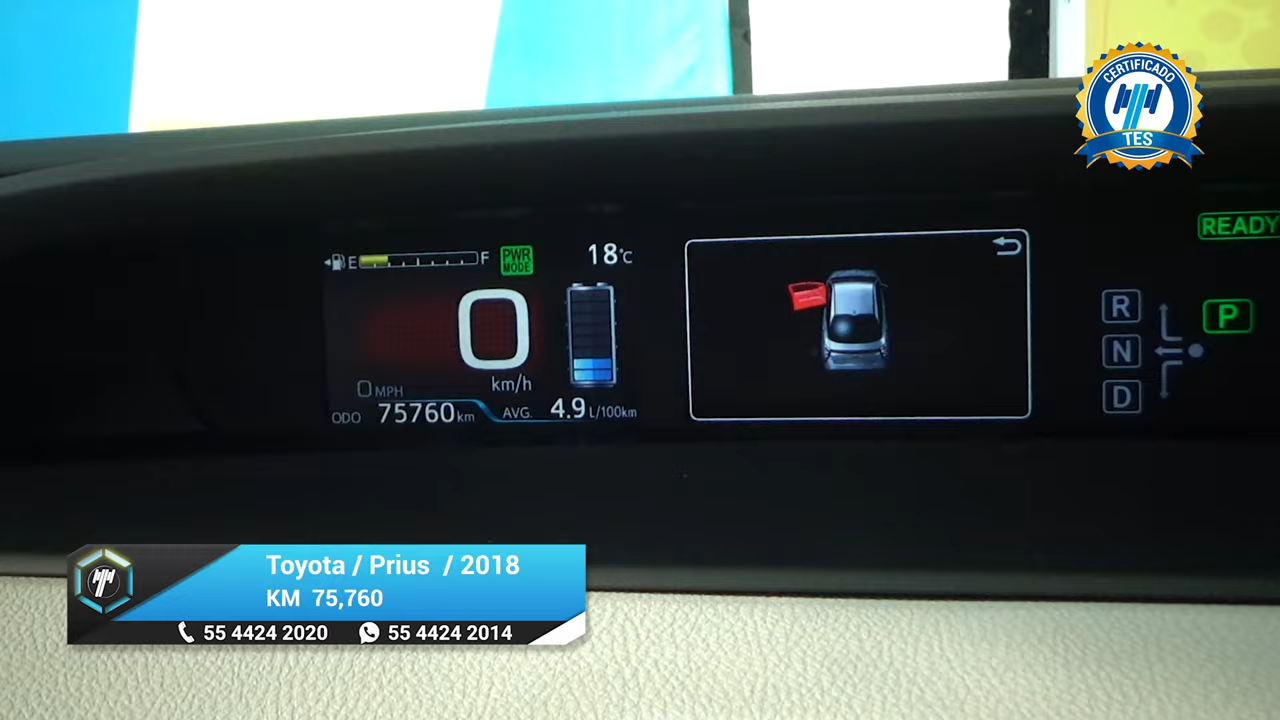 CERTIFICADO
TES
READY
E F PWR MODE 18°C
0
km/h
0 MPH
ODO 75760 km AVG. 4.9 L/100km
R
N
D
P
Toyota / Prius / 2018
KM 75,760
55 4424 2020 55 4424 2014